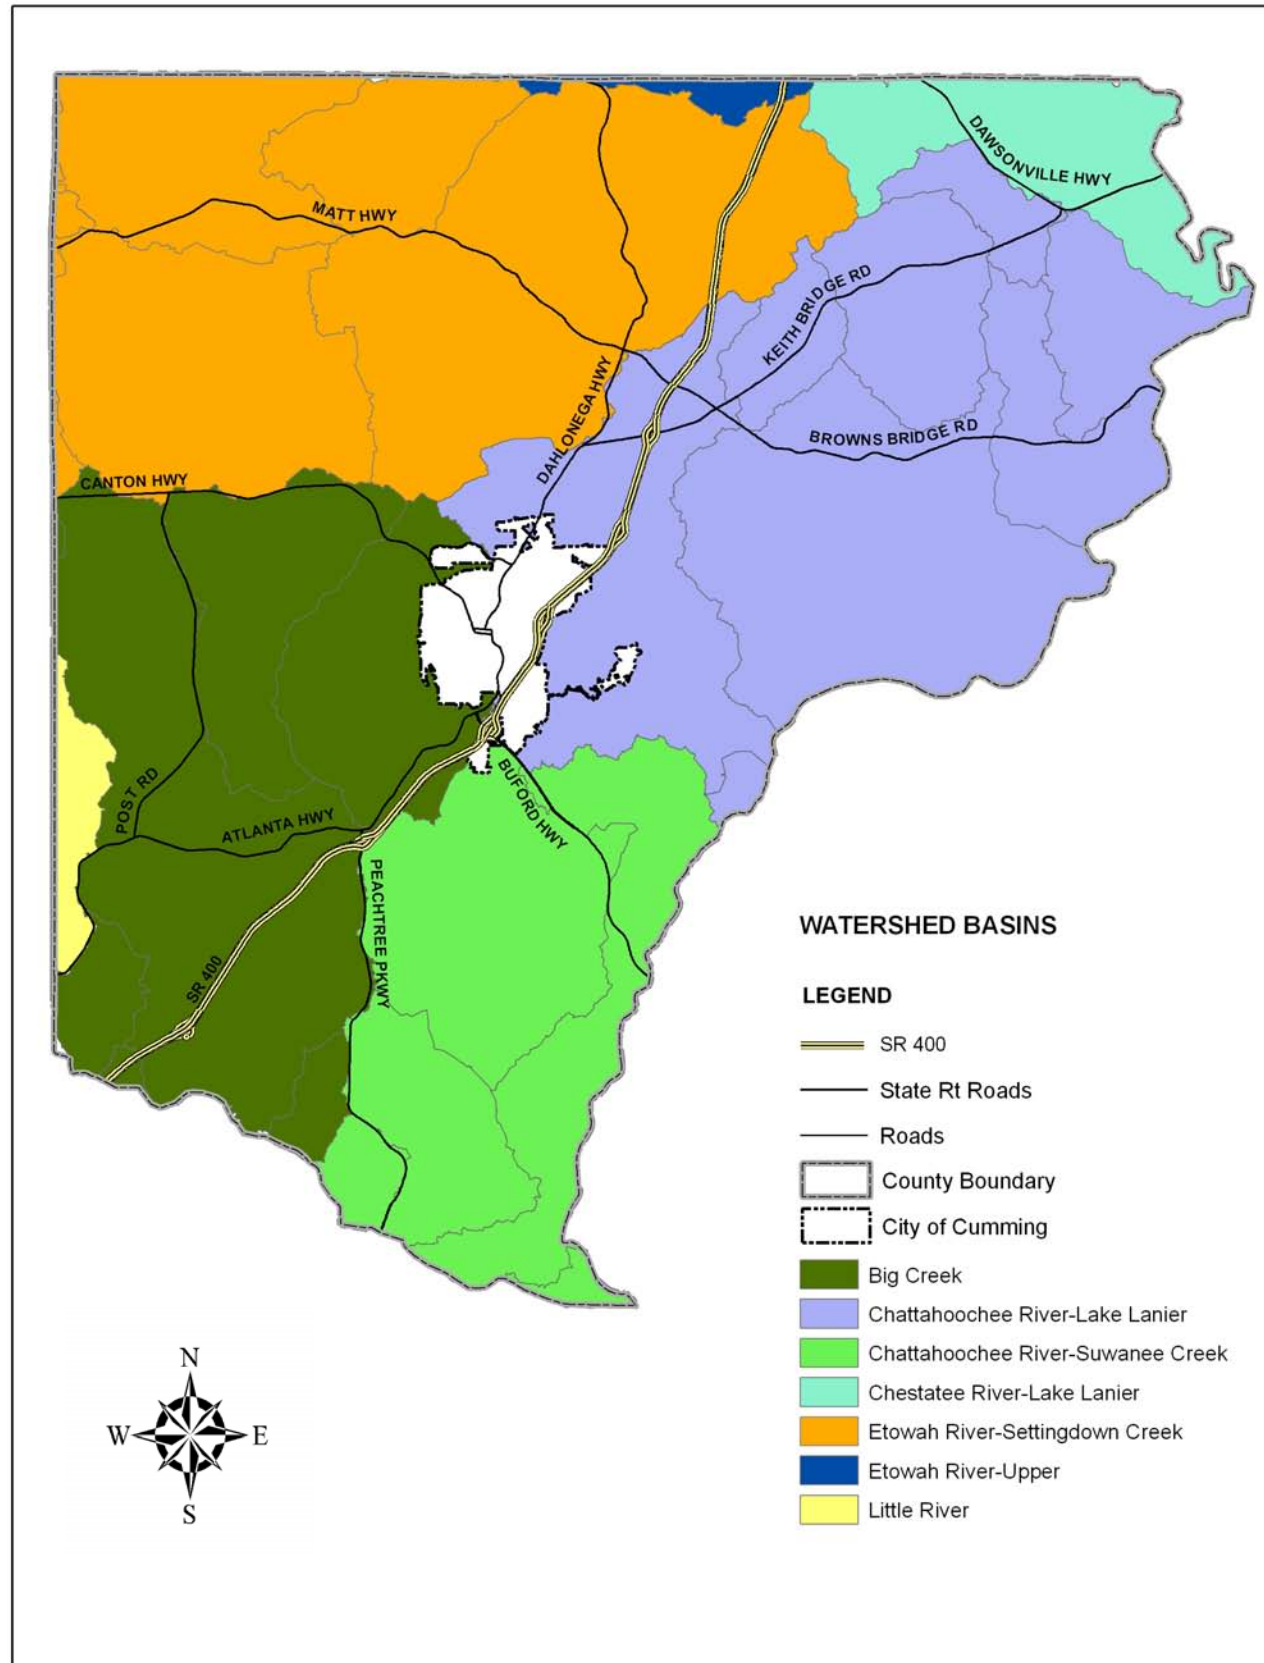 DAWSONVILLE HWY
MATT HWY
KEITH BRIDGE RD
DAHLONEGA HWY
BROWNS BRIDGE RD
CANTON HWY
POST RD
BUFORD HWY
ATLANTA HWY
PEACHTREE PKWY
SR 400
WATERSHED BASINS
LEGEND
SR 400
State Rt Roads
Roads
County Boundary
City of Cumming
Big Creek
Chattahoochee River-Lake Lanier
Chattahoochee River-Suwanee Creek
Chestatee River-Lake Lanier
Etowah River-Settingdown Creek
Etowah River-Upper
Little River
N
W E
S